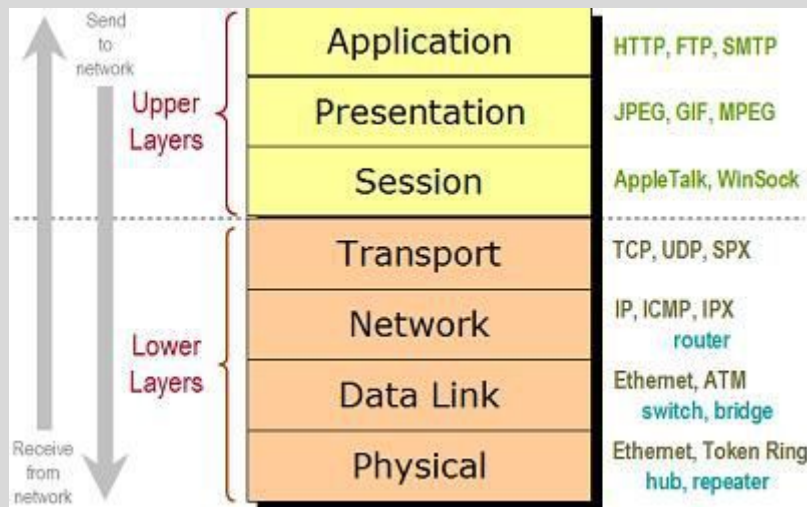 Send
to
network
Upper
Layers
Application
HTTP, FTP, SMTP
Presentation
JPEG, GIF, MPEG
Session
AppleTalk, WinSock
Lower
Layers
Transport
TCP, UDP, SPX
Network
IP, ICMP, IPX
router
Data Link
Ethernet, ATM
switch, bridge
Physical
Ethernet, Token Ring
hub, repeater
Receive
from
network